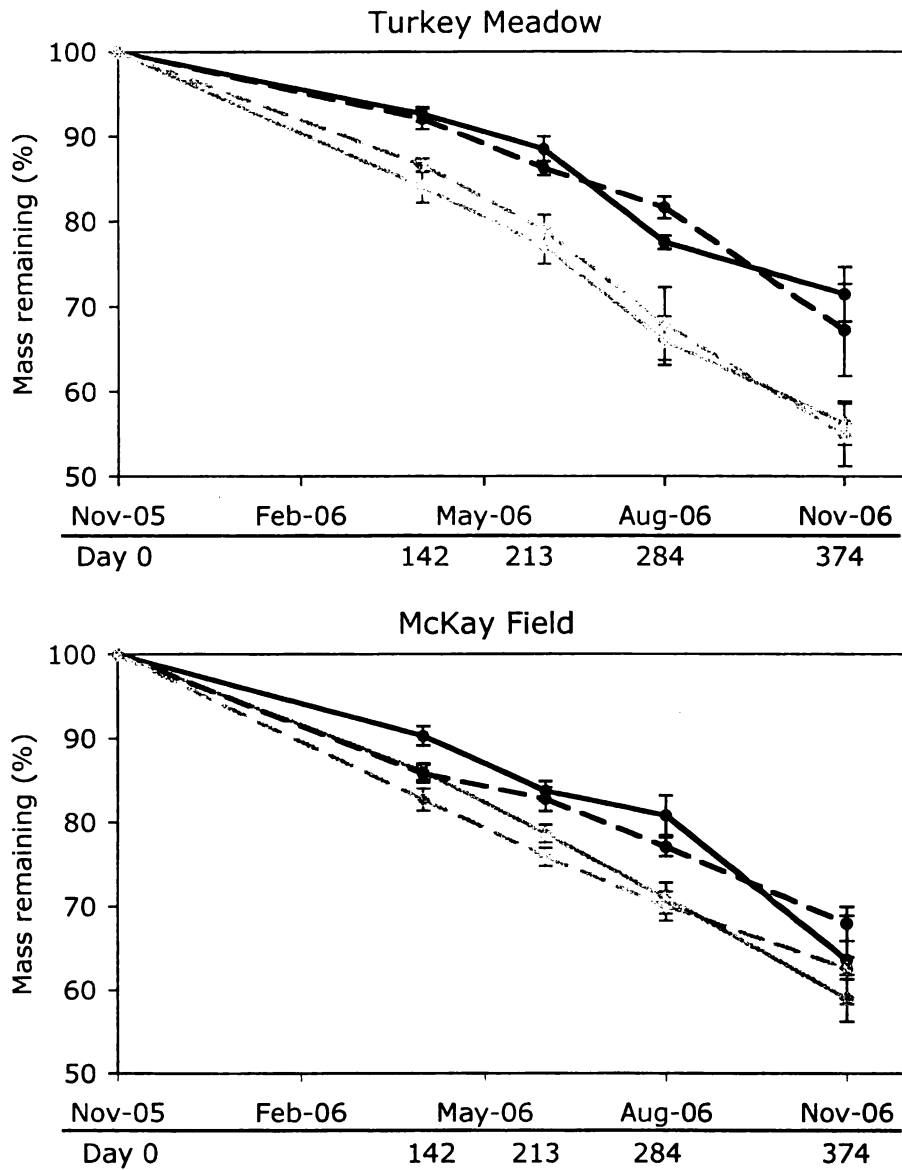 Turkey Meadow
100
90
80
70
60
50
Mass remaining (%)
Nov-05 Feb-06 May-06 Aug-06 Nov-06
Day 0 142 213 284 374
McKay Field
100
90
80
70
60
50
Mass remaining (%)
Nov-05 Feb-06 May-06 Aug-06 Nov-06
Day 0 142 213 284 374